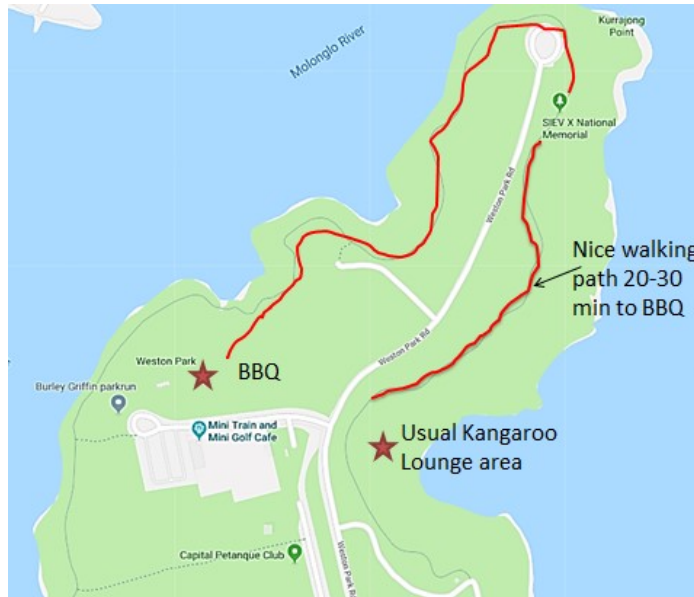 Kurrajong
Point
Molonglo River
SIEV X National
Memorial
Weston Park Rd
Nice walking
path 20-30
min to BBQ
Weston Park
BBQ
Weston Park Rd
Burley Griffin parkrun
Mini Train and
Mini Golf Cafe
Usual Kangaroo
Lounge area
Capital Petanque Club
Weston Park Rd